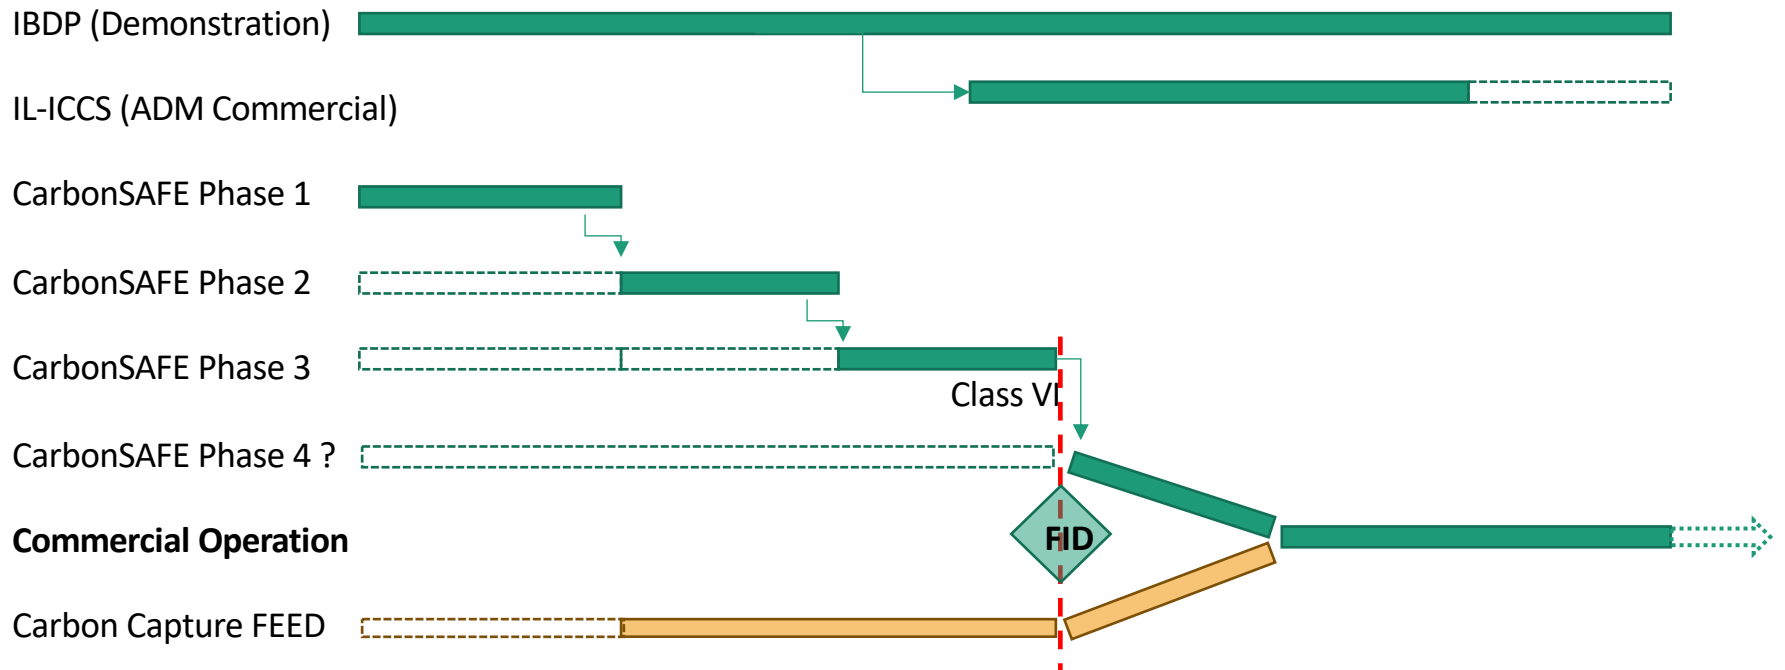 IBDP (Demonstration)
IL-ICCS (ADM Commercial)
CarbonSAFE Phase 1
CarbonSAFE Phase 2
CarbonSAFE Phase 3
Class VI
CarbonSAFE Phase 4 ?
Commercial Operation
FID
Carbon Capture FEED